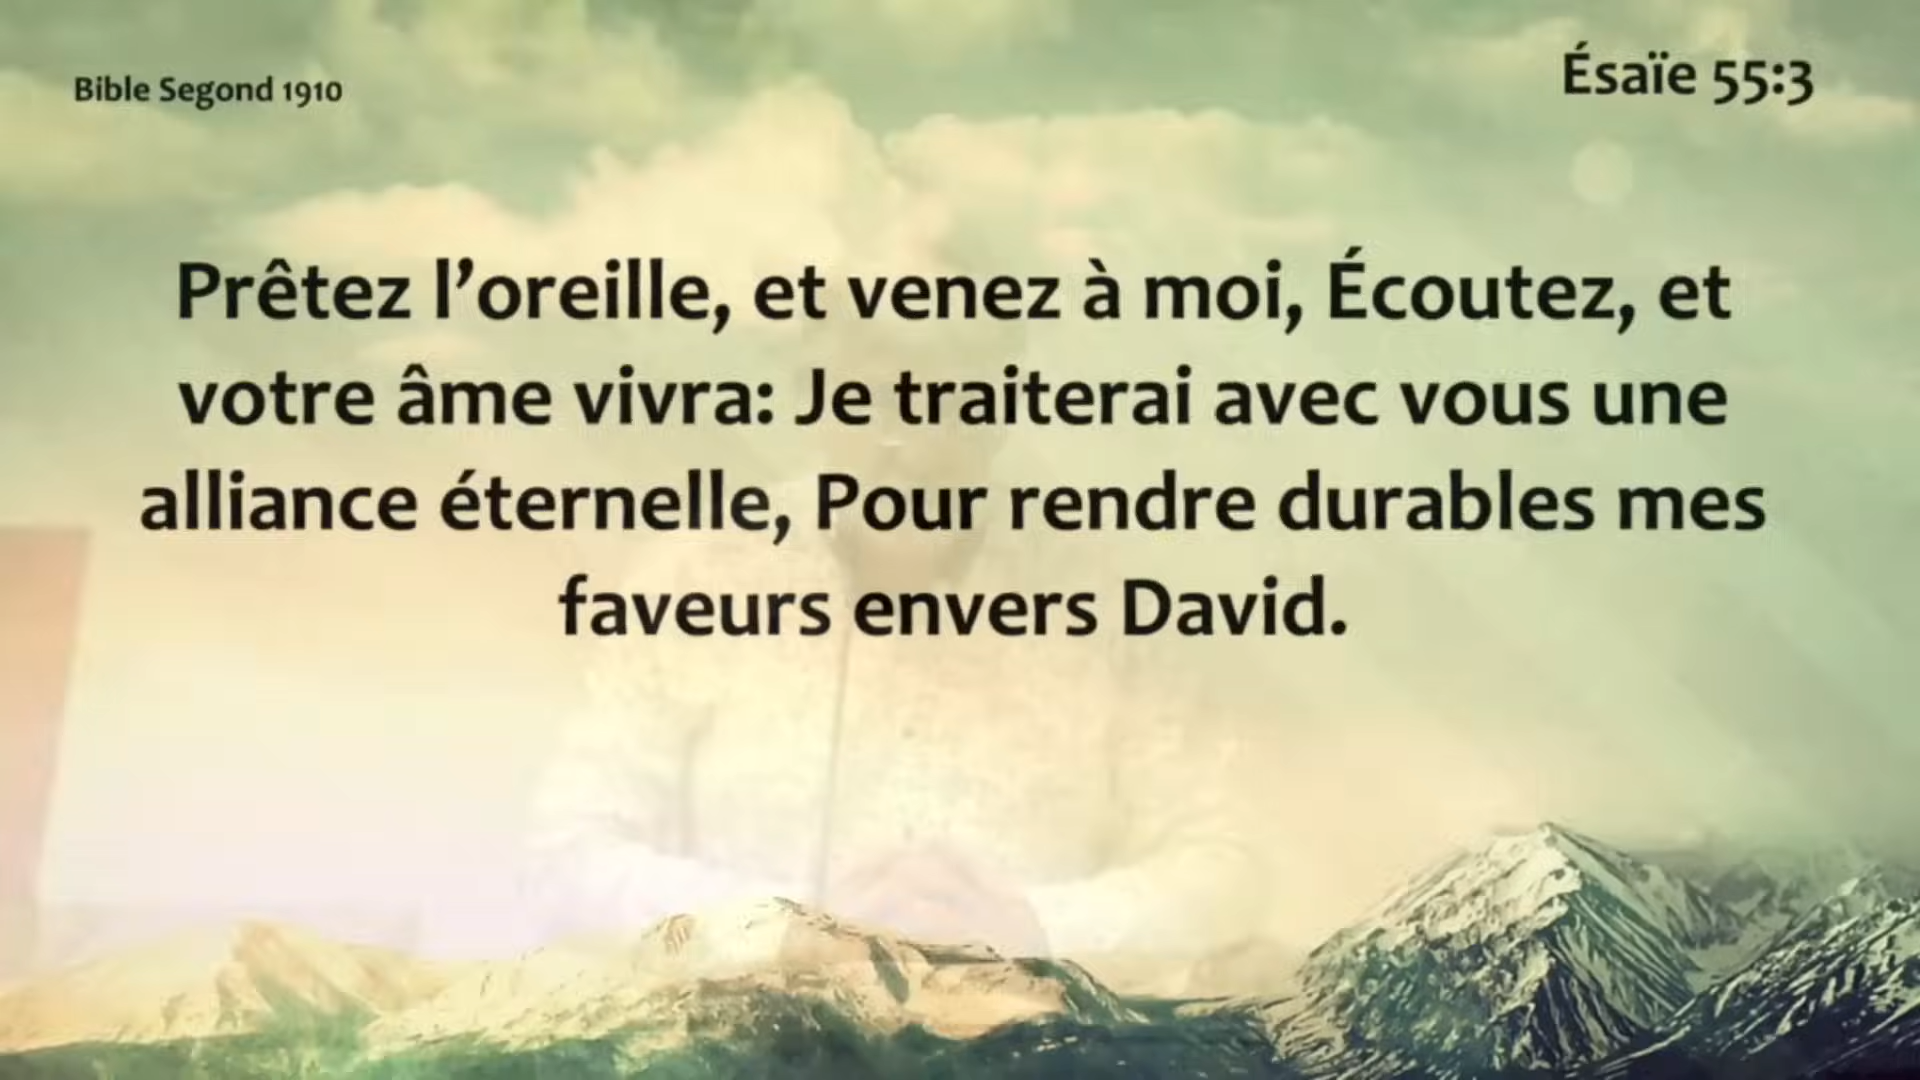 Bible Segond 1910
Ésaïe 55:3
Prêtez l’oreille, et venez à moi, Écoutez, et
votre âme vivra: Je traiterai avec vous une
alliance éternelle, Pour rendre durables mes
faveurs envers David.